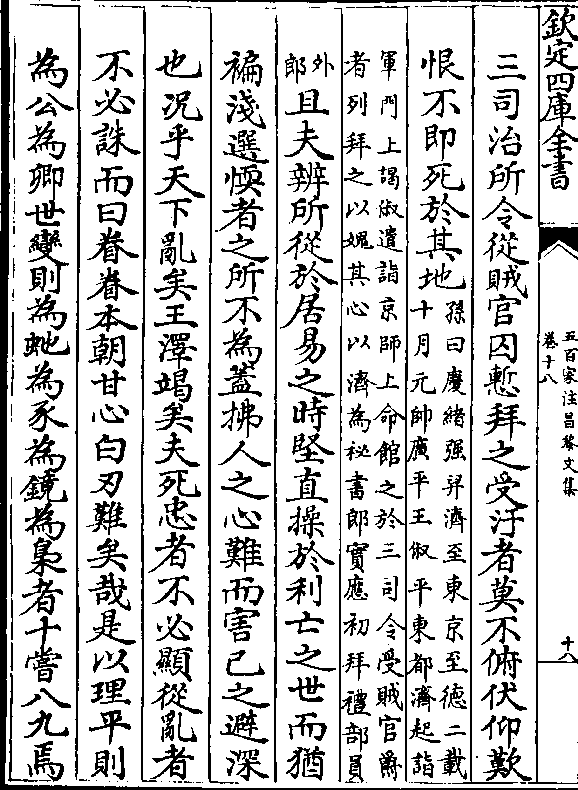 欽定四庫全書
五百家注昌黎文集
卷十八
十八
三司治所令從賊官囚慙拜之受汙者莫不俯伏仰歎
恨不即死於其地
孫曰慶緒强舁濟至東京至德二載
十月元帥廣平王俶平東都濟起詣
軍門上謁俶遣詣京師上命館之於三司令受賊官爵
者列拜之以媿其心以濟為秘書郎寶應初拜禮部員
外
郎
且夫辨所從於居易之時堅直操於利亡之世而猶
褊淺選愞者之所不為蓋拂人之心難而害己之避深
也況乎天下亂矣王澤竭矣夫死忠者不必顯從亂者
不必誅而曰眷眷本朝甘心白刃難矣哉是以理平則
為公為卿世變則為虵為豕為鏡為梟者十嘗八九焉